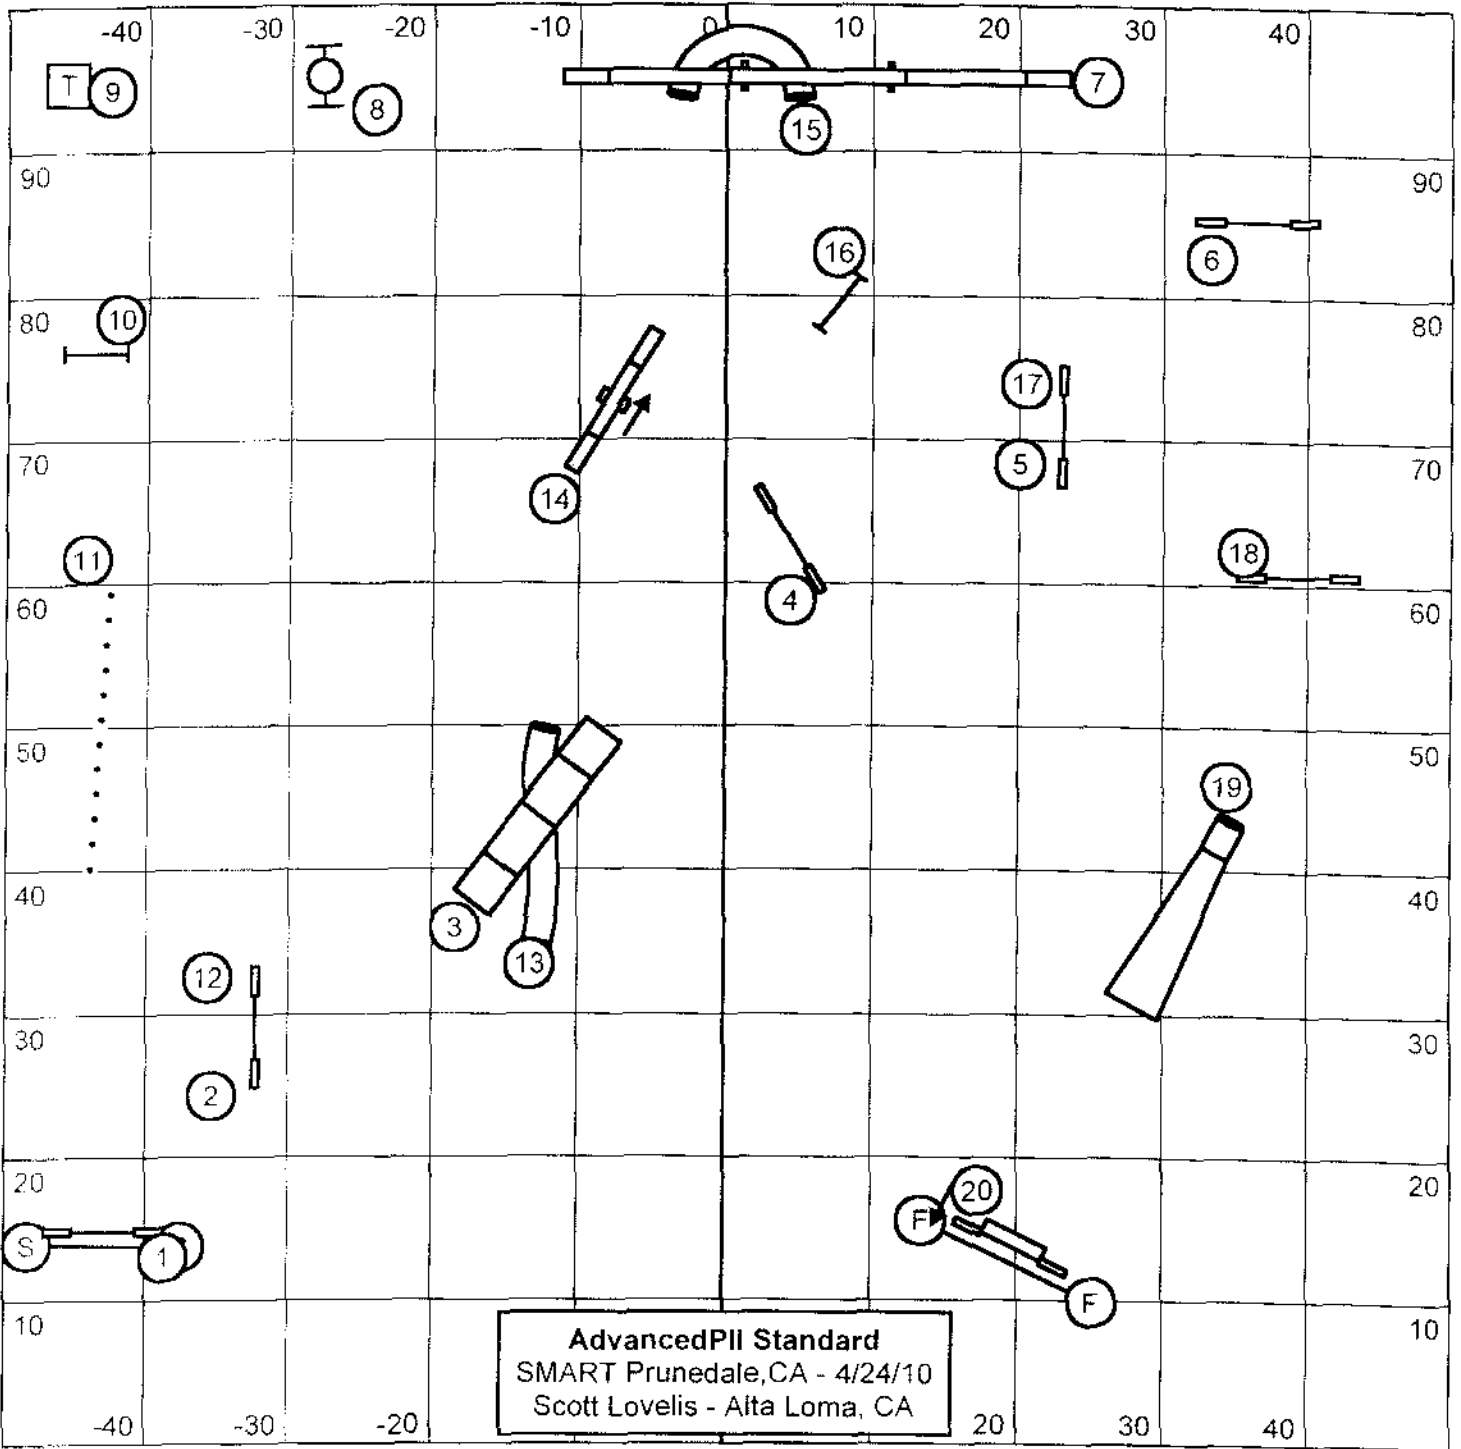 -40 -30 -20 -10 0 10 20 30 40
T 9 8 7
15
90 90
16
6
10
80 80
17
70 5 70
14
11 18
60 4 60
50 50
19
40 40
3
13
12
30 30
2
20 20 20
S 1 F
F
10 10
AdvancedPII Standard
SMART Prunedale,CA - 4/24/10
Scott Lovelis - Alta Loma, CA
-40 -30 -20 20 30 40